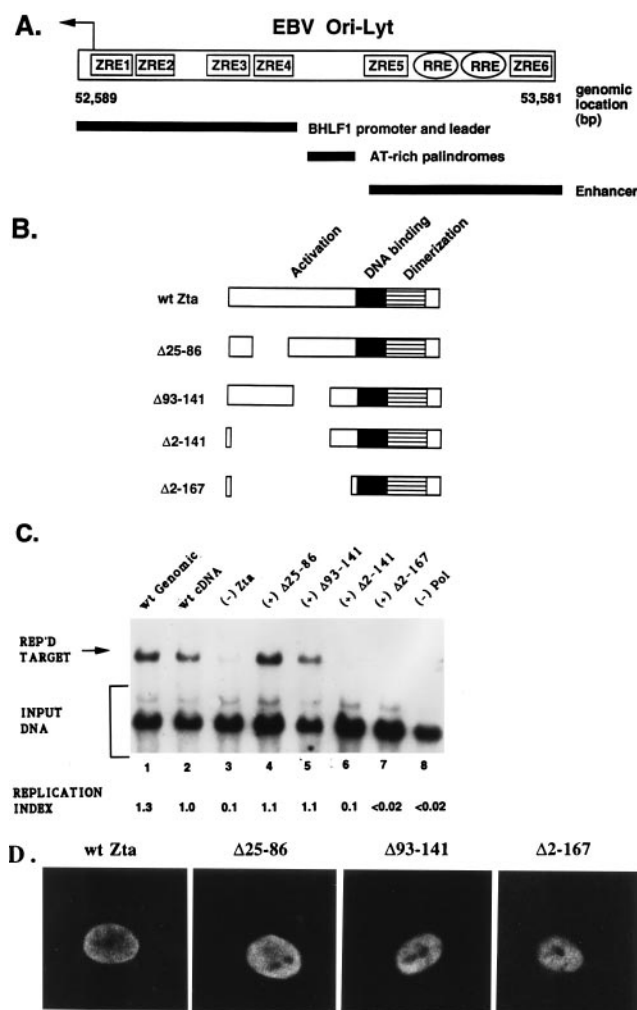 A.
EBV Ori-Lyt
ZRE1 ZRE2 ZRE3 ZRE4 ZRE5 RRE RRE ZRE6
52,589 53,581 genomic
location
(bp)
BHLF1 promoter and leader
AT-rich palindromes
Enhancer
B.
Activation DNA binding Dimerization
wt Zta
Δ25-86
Δ93-141
Δ2-141
Δ2-167
C.
wt Genomic wt cDNA (-) Zta (+) Δ25-86 (+) Δ93-141 (+) Δ2-141 (+) Δ2-167 (-) Pol
REP'D
TARGET
INPUT
DNA
1 2 3 4 5 6 7 8
REPLICATION
INDEX 1.3 1.0 0.1 1.1 1.1 0.1 <0.02 <0.02
D. wt Zta Δ25-86 Δ93-141 Δ2-167